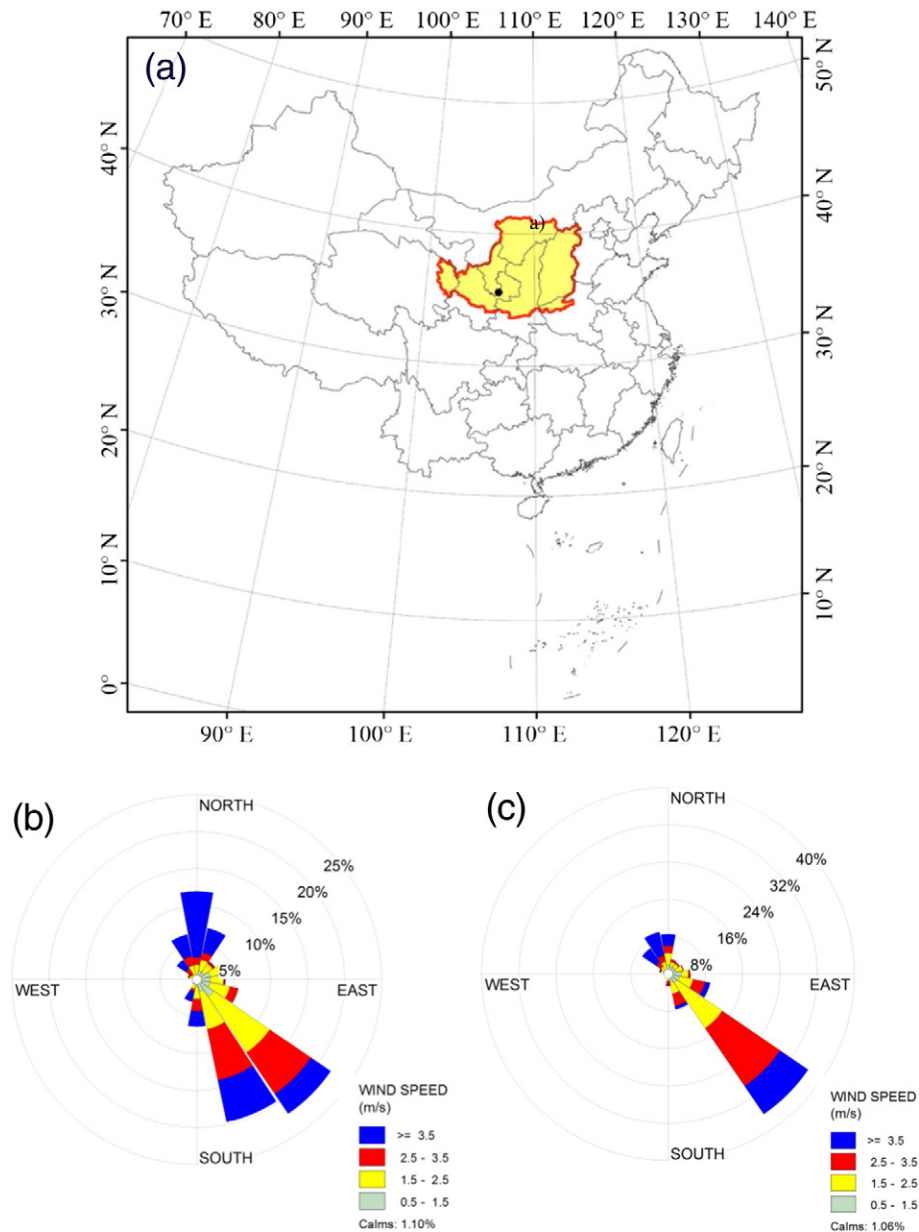 70° E 80° E 90° E 100° E 110° E 120° E 130° E 140° E
(a)
50° N
40° N
40° N
a)
30° N
30° N
20° N
20° N
10° N
10° N
0°
90° E 100° E 110° E 120° E
(b)
NORTH
25%
20%
15%
10%
5%
WEST
EAST
SOUTH
WIND SPEED
(m/s)
>= 3.5
2.5 - 3.5
1.5 - 2.5
0.5 - 1.5
Calms: 1.10%
(c)
NORTH
40%
32%
24%
16%
8%
WEST
EAST
SOUTH
WIND SPEED
(m/s)
>= 3.5
2.5 - 3.5
1.5 - 2.5
0.5 - 1.5
Calms: 1.06%